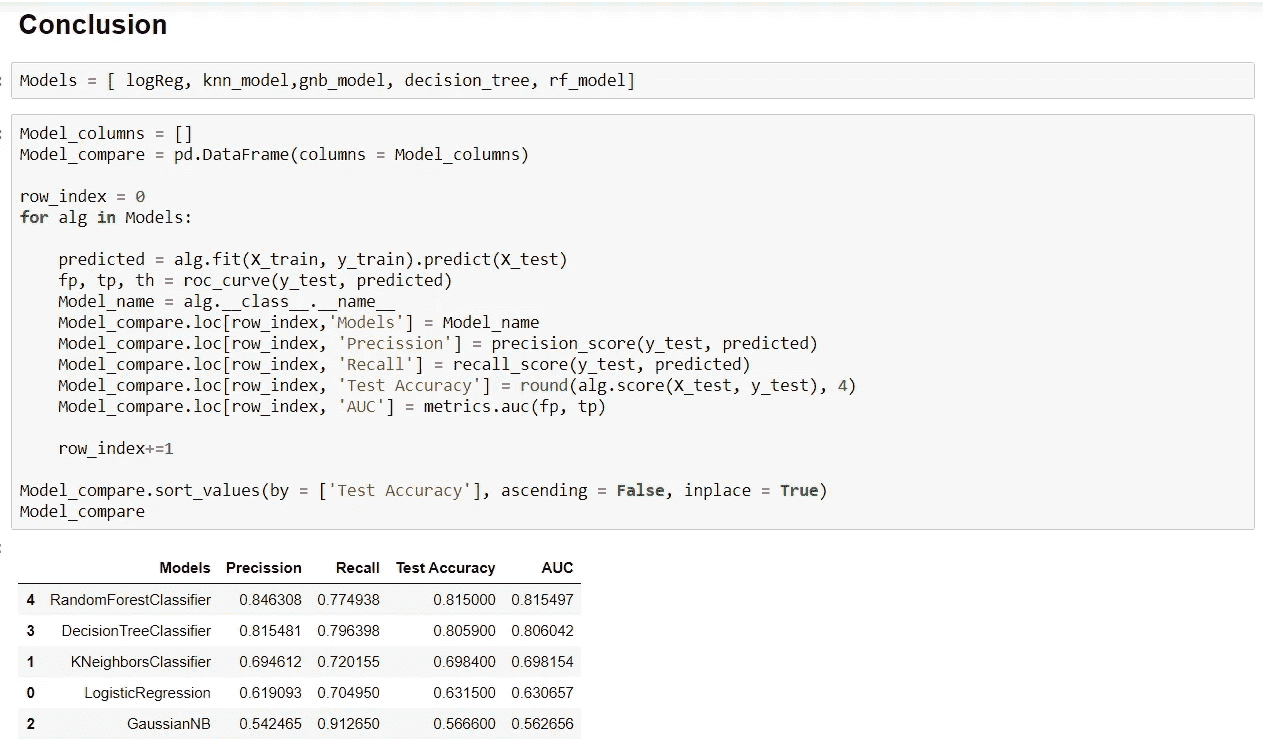 Conclusion
Models = [ logReg, knn_model,gnb_model, decision_tree, rf_model]
Model_columns = []
Model_compare = pd.DataFrame(columns = Model_columns)
row_index = 0
for alg in Models:
predicted = alg.fit(X_train, y_train).predict(X_test)
fp, tp, th = roc_curve(y_test, predicted)
Model_name = alg.__class__.__name__
Model_compare.loc[row_index,'Models'] = Model_name
Model_compare.loc[row_index, 'Precission'] = precision_score(y_test, predicted)
Model_compare.loc[row_index, 'Recall'] = recall_score(y_test, predicted)
Model_compare.loc[row_index, 'Test Accuracy'] = round(alg.score(X_test, y_test), 4)
Model_compare.loc[row_index, 'AUC'] = metrics.auc(fp, tp)
row_index+=1
Model_compare.sort_values(by = ['Test Accuracy'], ascending = False, inplace = True)
Model_compare
Models Precission Recall Test Accuracy AUC
4 RandomForestClassifier 0.846308 0.774938 0.815000 0.815497
3 DecisionTreeClassifier 0.815481 0.796398 0.805900 0.806042
1 KNeighborsClassifier 0.694612 0.720155 0.698400 0.698154
0 LogisticRegression 0.619093 0.704950 0.631500 0.630657
2 GaussianNB 0.542465 0.912650 0.566600 0.562656